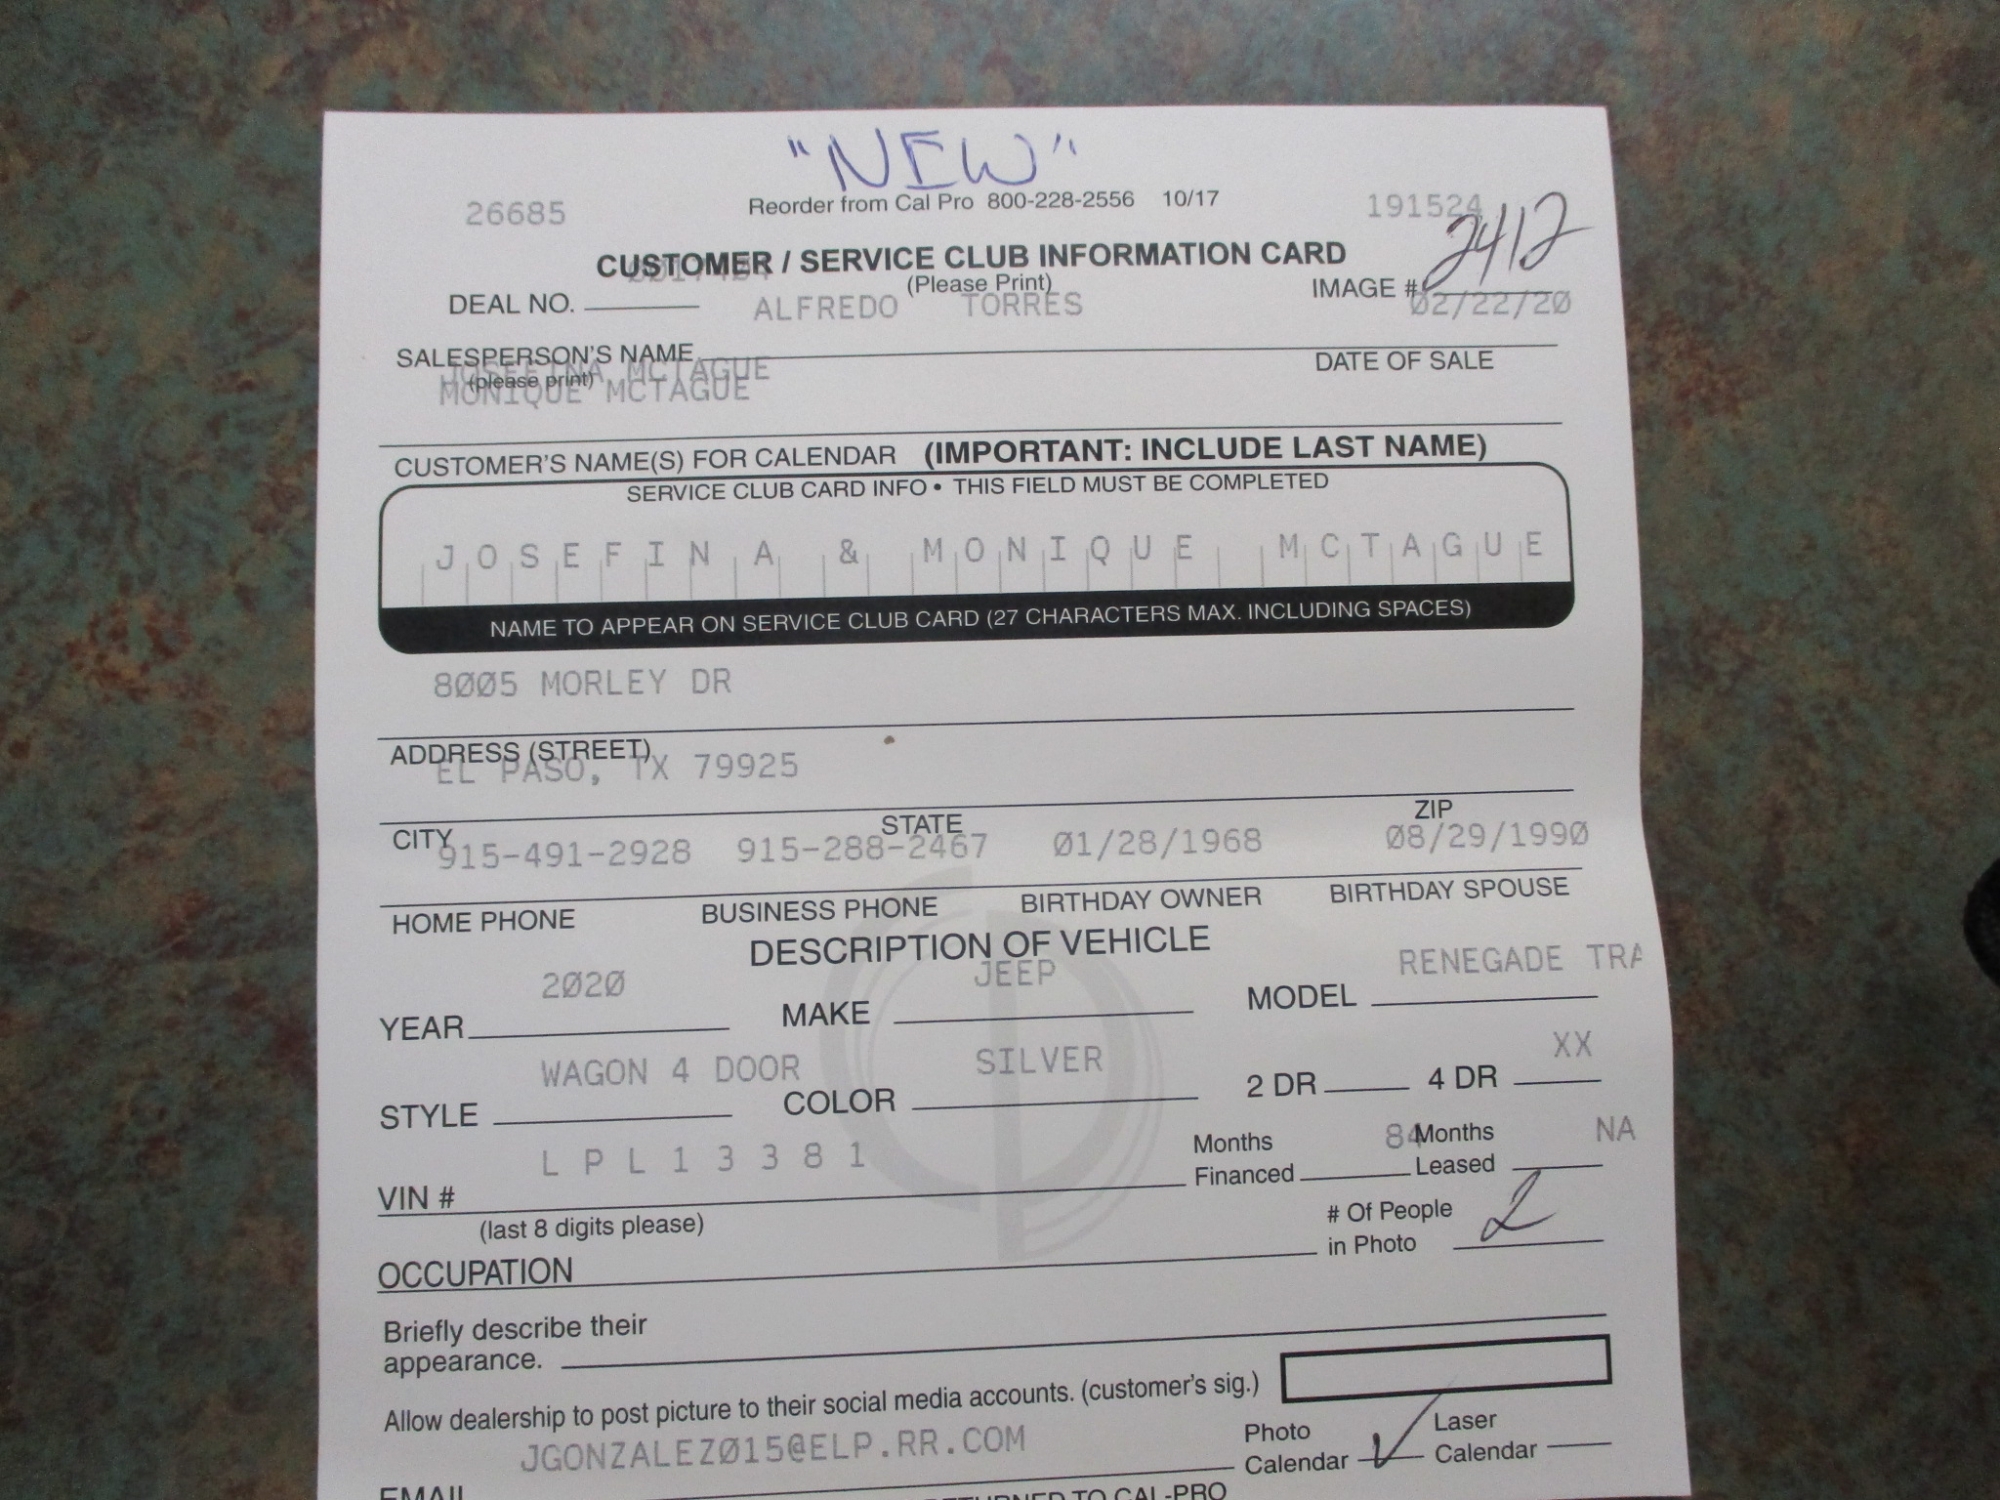 "NEW"
26685 Reorder from Cal Pro 800-228-2556 10/17 191524
CUSTOMER / SERVICE CLUB INFORMATION CARD 2412
(Please Print)
DEAL NO. ALFREDO TORRES IMAGE # 02/22/20
SALESPERSON'S NAME DATE OF SALE
JOSEFINA MCTAGUE
(please print)
MONIQUE MCTAGUE
CUSTOMER'S NAME(S) FOR CALENDAR (IMPORTANT: INCLUDE LAST NAME)
SERVICE CLUB CARD INFO • THIS FIELD MUST BE COMPLETED
JOSEFINA & MONIQUE MCTAGUE
NAME TO APPEAR ON SERVICE CLUB CARD (27 CHARACTERS MAX. INCLUDING SPACES)
8005 MORLEY DR
ADDRESS (STREET)
EL PASO, TX 79925
CITY STATE ZIP
915-491-2928 915-288-2467 01/28/1968 08/29/1990
HOME PHONE BUSINESS PHONE BIRTHDAY OWNER BIRTHDAY SPOUSE
DESCRIPTION OF VEHICLE
YEAR 2020 MAKE JEEP MODEL RENEGADE TRA
STYLE WAGON 4 DOOR COLOR SILVER 2 DR 4 DR XX
VIN # LPL13381 Months Financed 84 Months Leased NA
(last 8 digits please)
OCCUPATION # Of People in Photo 2
Briefly describe their
appearance.
Allow dealership to post picture to their social media accounts. (customer's sig.)
EMAIL JGONZALEZ015@ELP.RR.COM Photo Calendar ✓ Laser Calendar
TO CAL-PRO